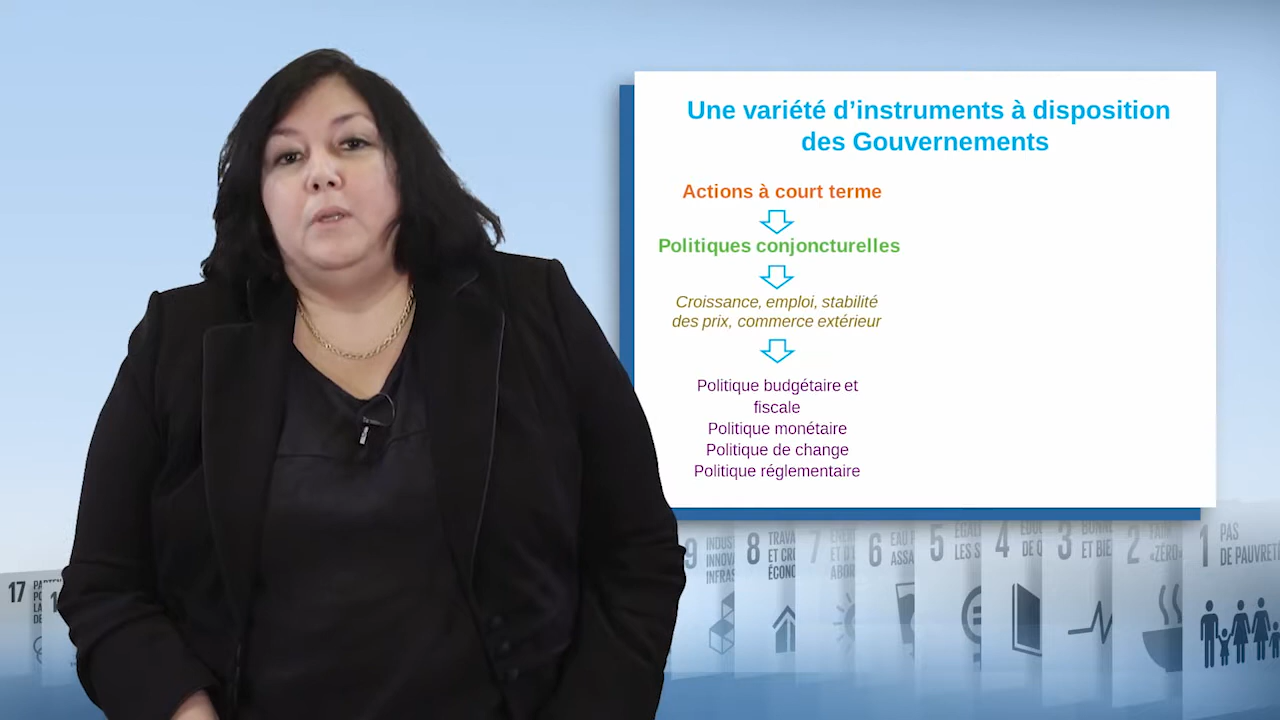 Une variété d’instruments à disposition
des Gouvernements
Actions à court terme
Politiques conjoncturelles
Croissance, emploi, stabilité
des prix, commerce extérieur
Politique budgétaire et
fiscale
Politique monétaire
Politique de change
Politique réglementaire
17
9
8
7
6
5
4
3
2
1 PAS
DE PAUVRETÉ